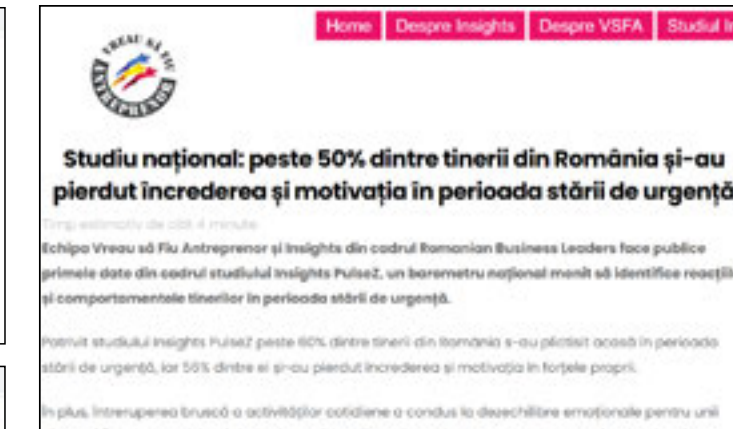 Home Despre Insights Despre VSFA Studiul In
VREAU SĂ FIU
ANTREPRENOR
Studiu național: peste 50% dintre tinerii din România și-au
pierdut încrederea și motivația în perioada stării de urgență
Timp estimativ de citit 4 minute
Echipa Vreau să Fiu Antreprenor și Insights din cadrul Romanian Business Leaders face publice
primele date din cadrul studiului Insights PulseZ, un barometru național menit să identifice reacțiil
și comportamentele tinerilor în perioada stării de urgență.
Potrivit studiului Insights PulseZ peste 60% dintre tinerii din România s-au plictisit acasă în perioada
stării de urgență, iar 56% dintre ei și-au pierdut încrederea și motivația în forțele proprii.
În plus, întreruperea bruscă a activităților cotidiene a condus la dezechilibre emoționale pentru unii